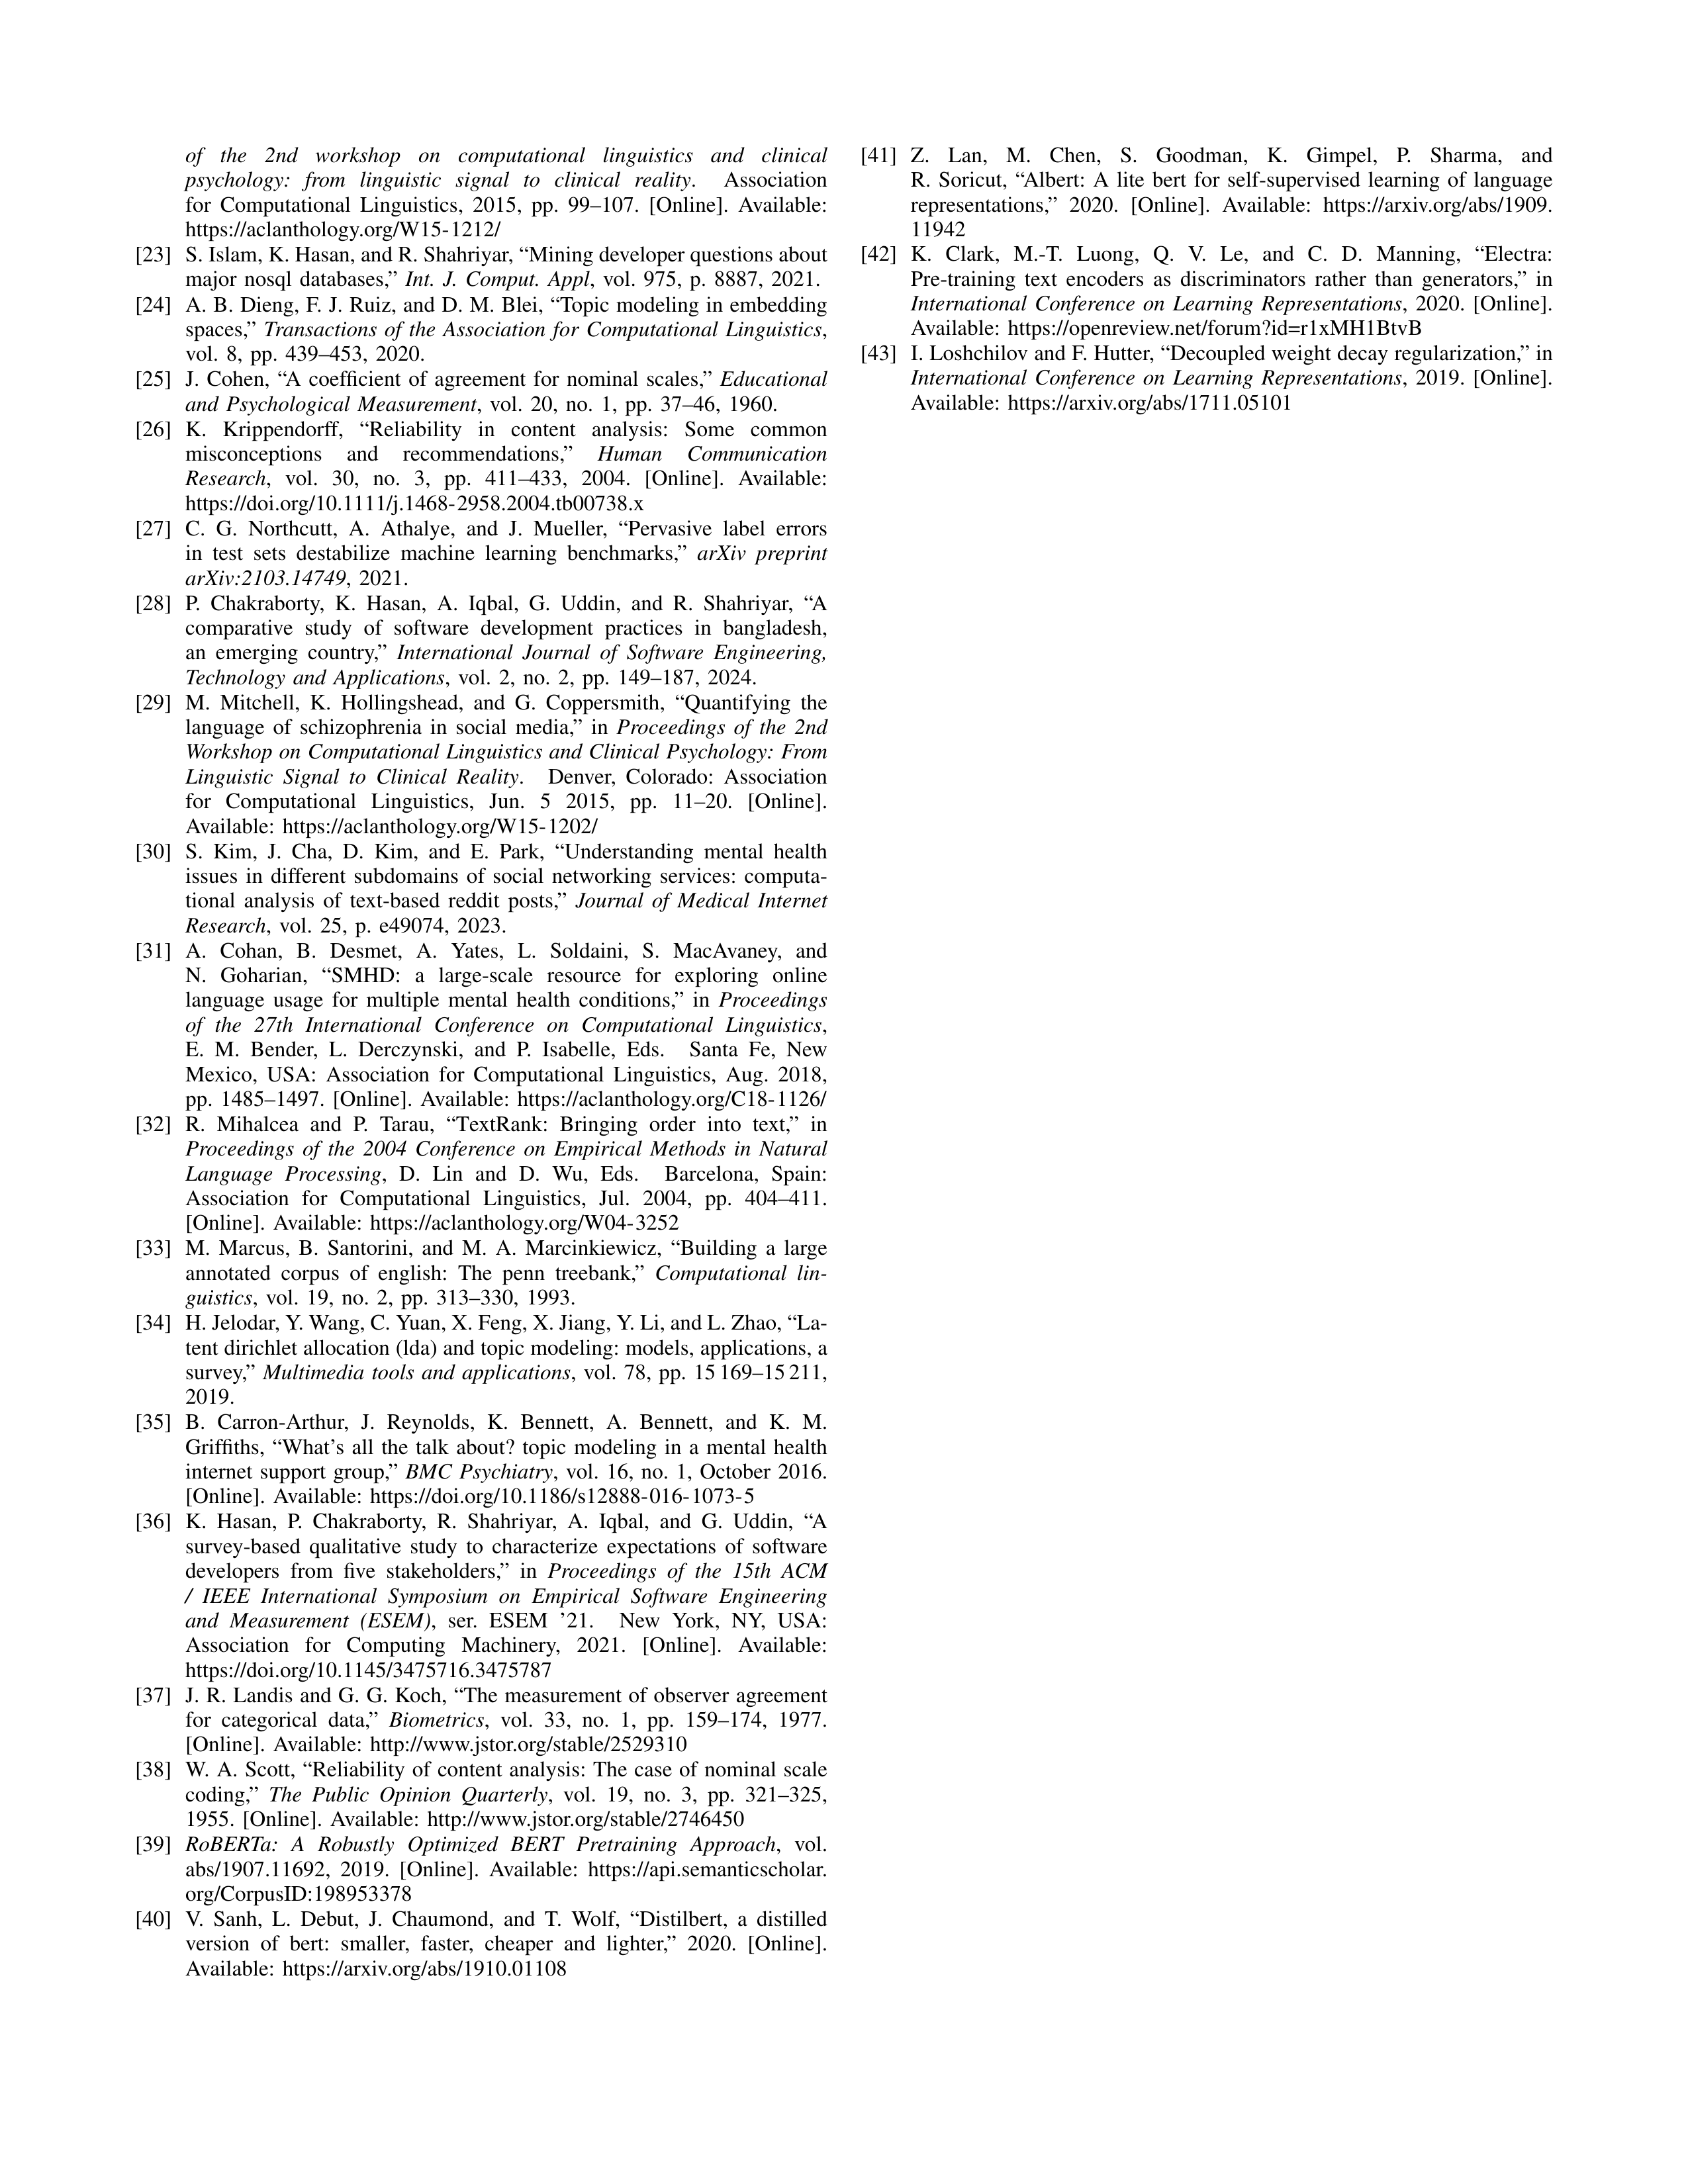 of the 2nd workshop on computational linguistics and clinical
psychology: from linguistic signal to clinical reality. Association
for Computational Linguistics, 2015, pp. 99–107. [Online]. Available:
https://aclanthology.org/W15-1212/
[23] S. Islam, K. Hasan, and R. Shahriyar, “Mining developer questions about
major nosql databases,” Int. J. Comput. Appl, vol. 975, p. 8887, 2021.
[24] A. B. Dieng, F. J. Ruiz, and D. M. Blei, “Topic modeling in embedding
spaces,” Transactions of the Association for Computational Linguistics,
vol. 8, pp. 439–453, 2020.
[25] J. Cohen, “A coefficient of agreement for nominal scales,” Educational
and Psychological Measurement, vol. 20, no. 1, pp. 37–46, 1960.
[26] K. Krippendorff, “Reliability in content analysis: Some common
misconceptions and recommendations,” Human Communication
Research, vol. 30, no. 3, pp. 411–433, 2004. [Online]. Available:
https://doi.org/10.1111/j.1468-2958.2004.tb00738.x
[27] C. G. Northcutt, A. Athalye, and J. Mueller, “Pervasive label errors
in test sets destabilize machine learning benchmarks,” arXiv preprint
arXiv:2103.14749, 2021.
[28] P. Chakraborty, K. Hasan, A. Iqbal, G. Uddin, and R. Shahriyar, “A
comparative study of software development practices in bangladesh,
an emerging country,” International Journal of Software Engineering,
Technology and Applications, vol. 2, no. 2, pp. 149–187, 2024.
[29] M. Mitchell, K. Hollingshead, and G. Coppersmith, “Quantifying the
language of schizophrenia in social media,” in Proceedings of the 2nd
Workshop on Computational Linguistics and Clinical Psychology: From
Linguistic Signal to Clinical Reality. Denver, Colorado: Association
for Computational Linguistics, Jun. 5 2015, pp. 11–20. [Online].
Available: https://aclanthology.org/W15-1202/
[30] S. Kim, J. Cha, D. Kim, and E. Park, “Understanding mental health
issues in different subdomains of social networking services: computa-
tional analysis of text-based reddit posts,” Journal of Medical Internet
Research, vol. 25, p. e49074, 2023.
[31] A. Cohan, B. Desmet, A. Yates, L. Soldaini, S. MacAvaney, and
N. Goharian, “SMHD: a large-scale resource for exploring online
language usage for multiple mental health conditions,” in Proceedings
of the 27th International Conference on Computational Linguistics,
E. M. Bender, L. Derczynski, and P. Isabelle, Eds. Santa Fe, New
Mexico, USA: Association for Computational Linguistics, Aug. 2018,
pp. 1485–1497. [Online]. Available: https://aclanthology.org/C18-1126/
[32] R. Mihalcea and P. Tarau, “TextRank: Bringing order into text,” in
Proceedings of the 2004 Conference on Empirical Methods in Natural
Language Processing, D. Lin and D. Wu, Eds. Barcelona, Spain:
Association for Computational Linguistics, Jul. 2004, pp. 404–411.
[Online]. Available: https://aclanthology.org/W04-3252
[33] M. Marcus, B. Santorini, and M. A. Marcinkiewicz, “Building a large
annotated corpus of english: The penn treebank,” Computational lin-
guistics, vol. 19, no. 2, pp. 313–330, 1993.
[34] H. Jelodar, Y. Wang, C. Yuan, X. Feng, X. Jiang, Y. Li, and L. Zhao, “La-
tent dirichlet allocation (lda) and topic modeling: models, applications, a
survey,” Multimedia tools and applications, vol. 78, pp. 15 169–15 211,
2019.
[35] B. Carron-Arthur, J. Reynolds, K. Bennett, A. Bennett, and K. M.
Griffiths, “What’s all the talk about? topic modeling in a mental health
internet support group,” BMC Psychiatry, vol. 16, no. 1, October 2016.
[Online]. Available: https://doi.org/10.1186/s12888-016-1073-5
[36] K. Hasan, P. Chakraborty, R. Shahriyar, A. Iqbal, and G. Uddin, “A
survey-based qualitative study to characterize expectations of software
developers from five stakeholders,” in Proceedings of the 15th ACM
/ IEEE International Symposium on Empirical Software Engineering
and Measurement (ESEM), ser. ESEM ’21. New York, NY, USA:
Association for Computing Machinery, 2021. [Online]. Available:
https://doi.org/10.1145/3475716.3475787
[37] J. R. Landis and G. G. Koch, “The measurement of observer agreement
for categorical data,” Biometrics, vol. 33, no. 1, pp. 159–174, 1977.
[Online]. Available: http://www.jstor.org/stable/2529310
[38] W. A. Scott, “Reliability of content analysis: The case of nominal scale
coding,” The Public Opinion Quarterly, vol. 19, no. 3, pp. 321–325,
1955. [Online]. Available: http://www.jstor.org/stable/2746450
[39] RoBERTa: A Robustly Optimized BERT Pretraining Approach, vol.
abs/1907.11692, 2019. [Online]. Available: https://api.semanticscholar.
org/CorpusID:198953378
[40] V. Sanh, L. Debut, J. Chaumond, and T. Wolf, “Distilbert, a distilled
version of bert: smaller, faster, cheaper and lighter,” 2020. [Online].
Available: https://arxiv.org/abs/1910.01108
[41] Z. Lan, M. Chen, S. Goodman, K. Gimpel, P. Sharma, and
R. Soricut, “Albert: A lite bert for self-supervised learning of language
representations,” 2020. [Online]. Available: https://arxiv.org/abs/1909.
11942
[42] K. Clark, M.-T. Luong, Q. V. Le, and C. D. Manning, “Electra:
Pre-training text encoders as discriminators rather than generators,” in
International Conference on Learning Representations, 2020. [Online].
Available: https://openreview.net/forum?id=r1xMH1BtvB
[43] I. Loshchilov and F. Hutter, “Decoupled weight decay regularization,” in
International Conference on Learning Representations, 2019. [Online].
Available: https://arxiv.org/abs/1711.05101